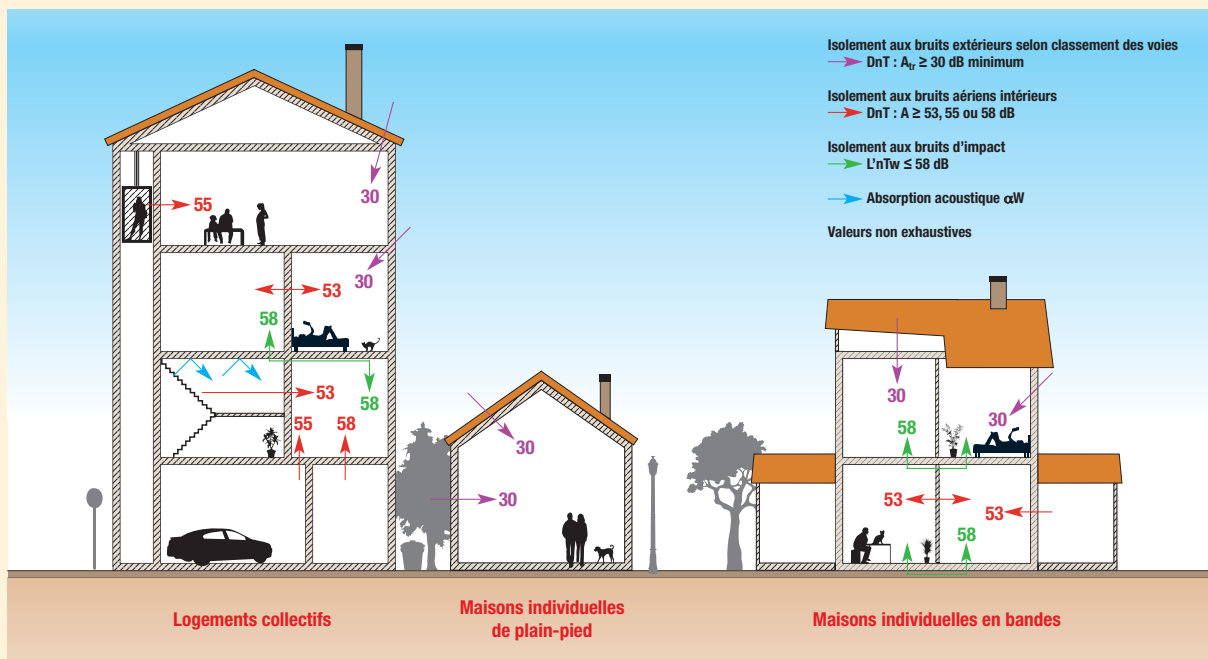 Isolement aux bruits extérieurs selon classement des voies
DnT : Atr ≥ 30 dB minimum
Isolement aux bruits aériens intérieurs
DnT : A ≥ 53, 55 ou 58 dB
Isolement aux bruits d'impact
L'nTw ≤ 58 dB
Absorption acoustique αW
Valeurs non exhaustives
30
55
30
53
58
53
58
55
58
30
30
30
30
58
53
53
58
Logements collectifs
Maisons individuelles
de plain-pied
Maisons individuelles en bandes